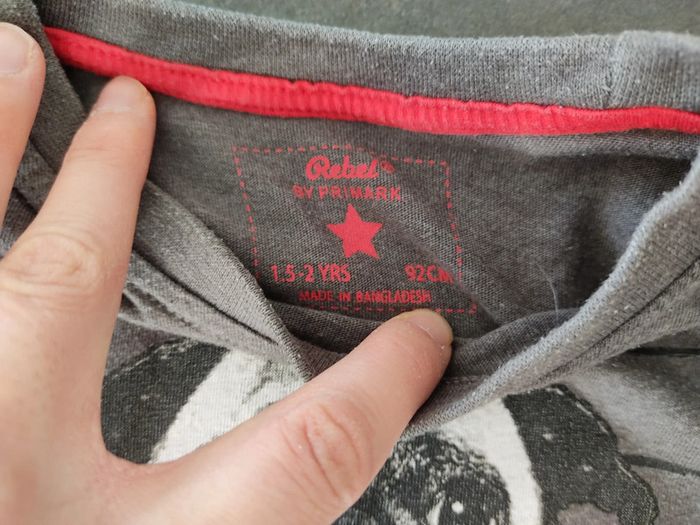 Rebel
BY PRIMARK
1.5-2 YRS 92CM
MADE IN BANGLADESH